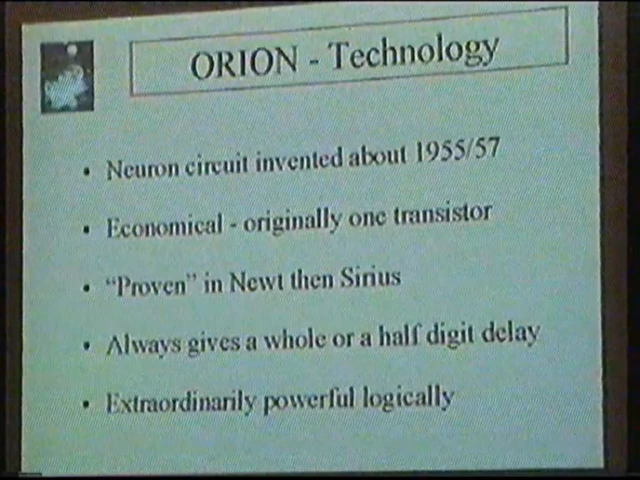 ORION - Technology
• Neuron circuit invented about 1955/57
• Economical - originally one transistor
• “Proven” in Newt then Sirius
• Always gives a whole or a half digit delay
• Extraordinarily powerful logically